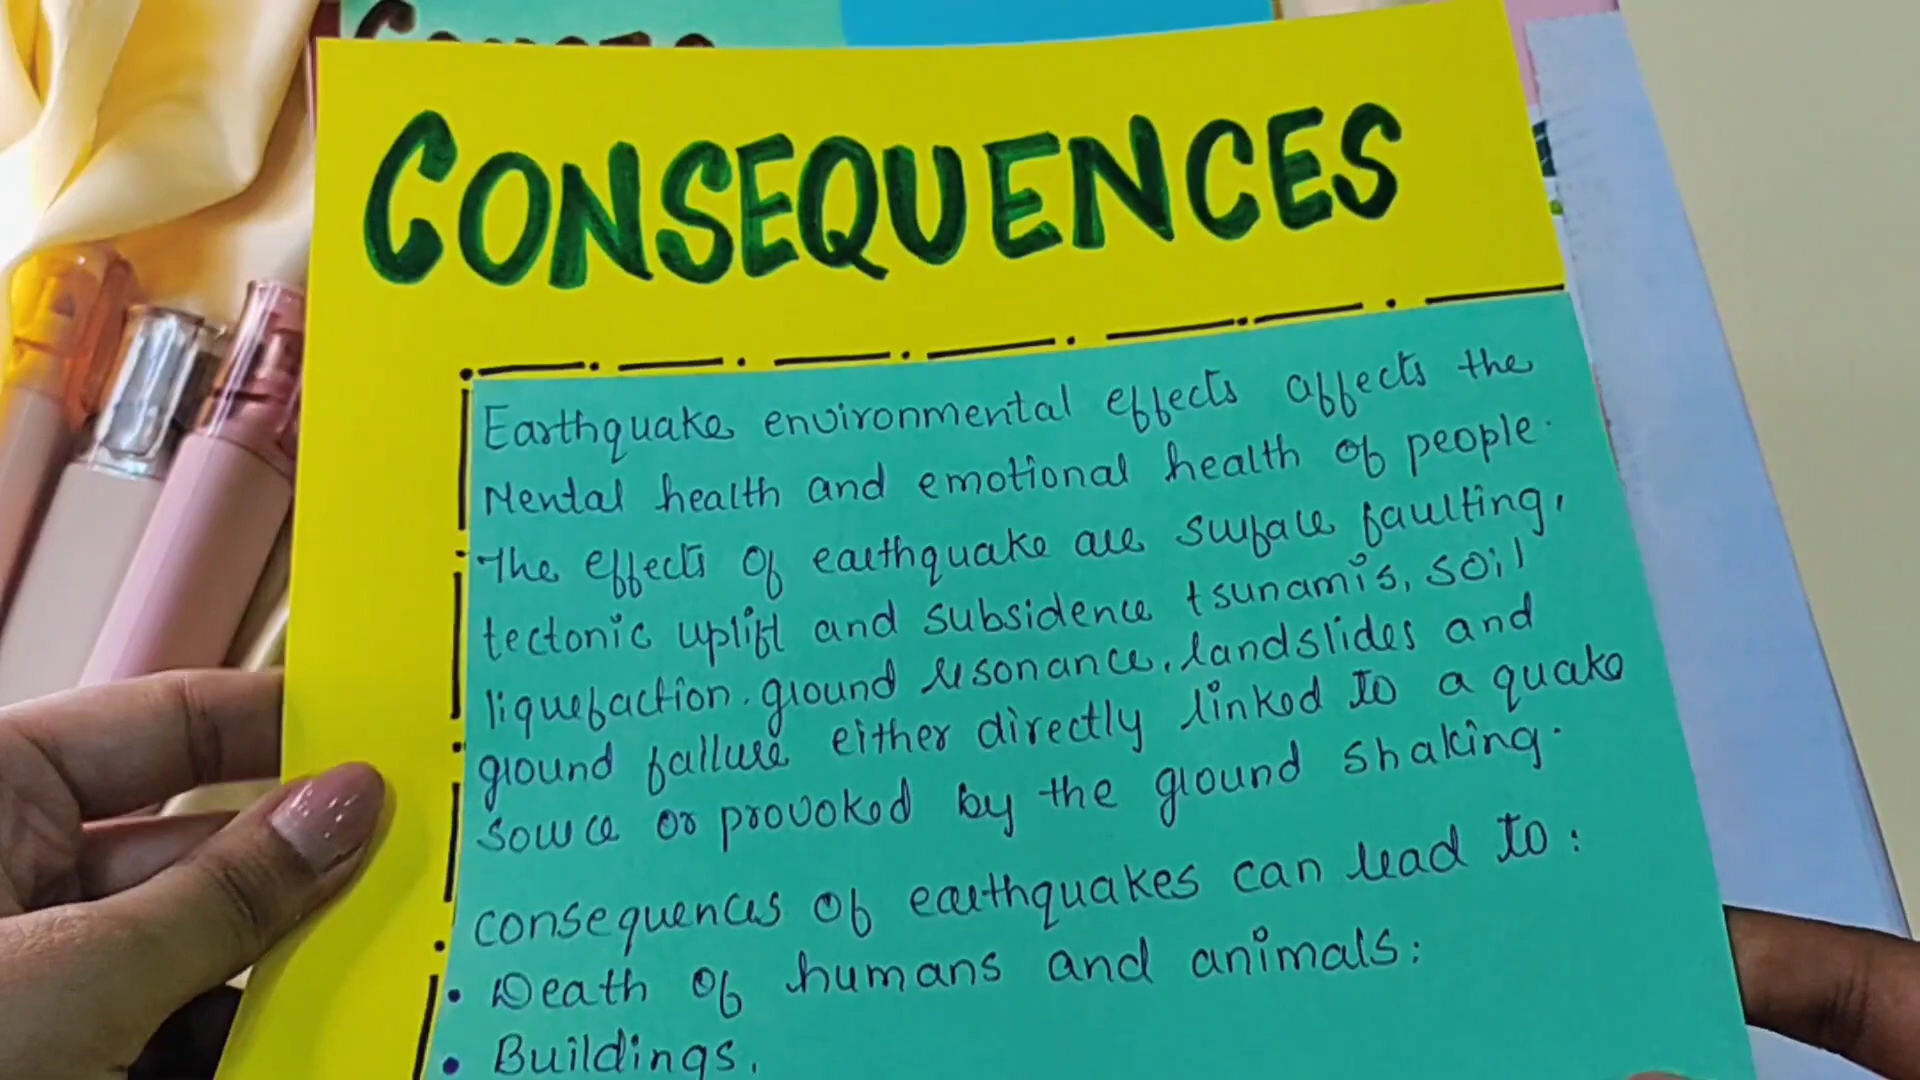 CONSEQUENCES
Earthquake environmental effects affects the
Mental health and emotional health of people.
The effects of earthquake are surface faulting,
tectonic uplift and subsidence tsunamis, soil
liquefaction, ground resonance, landslides and
ground fallure either directly linked to a quake
source or provoked by the ground shaking.
consequences of earthquakes can lead to:
• Death of humans and animals:
• Buildings.